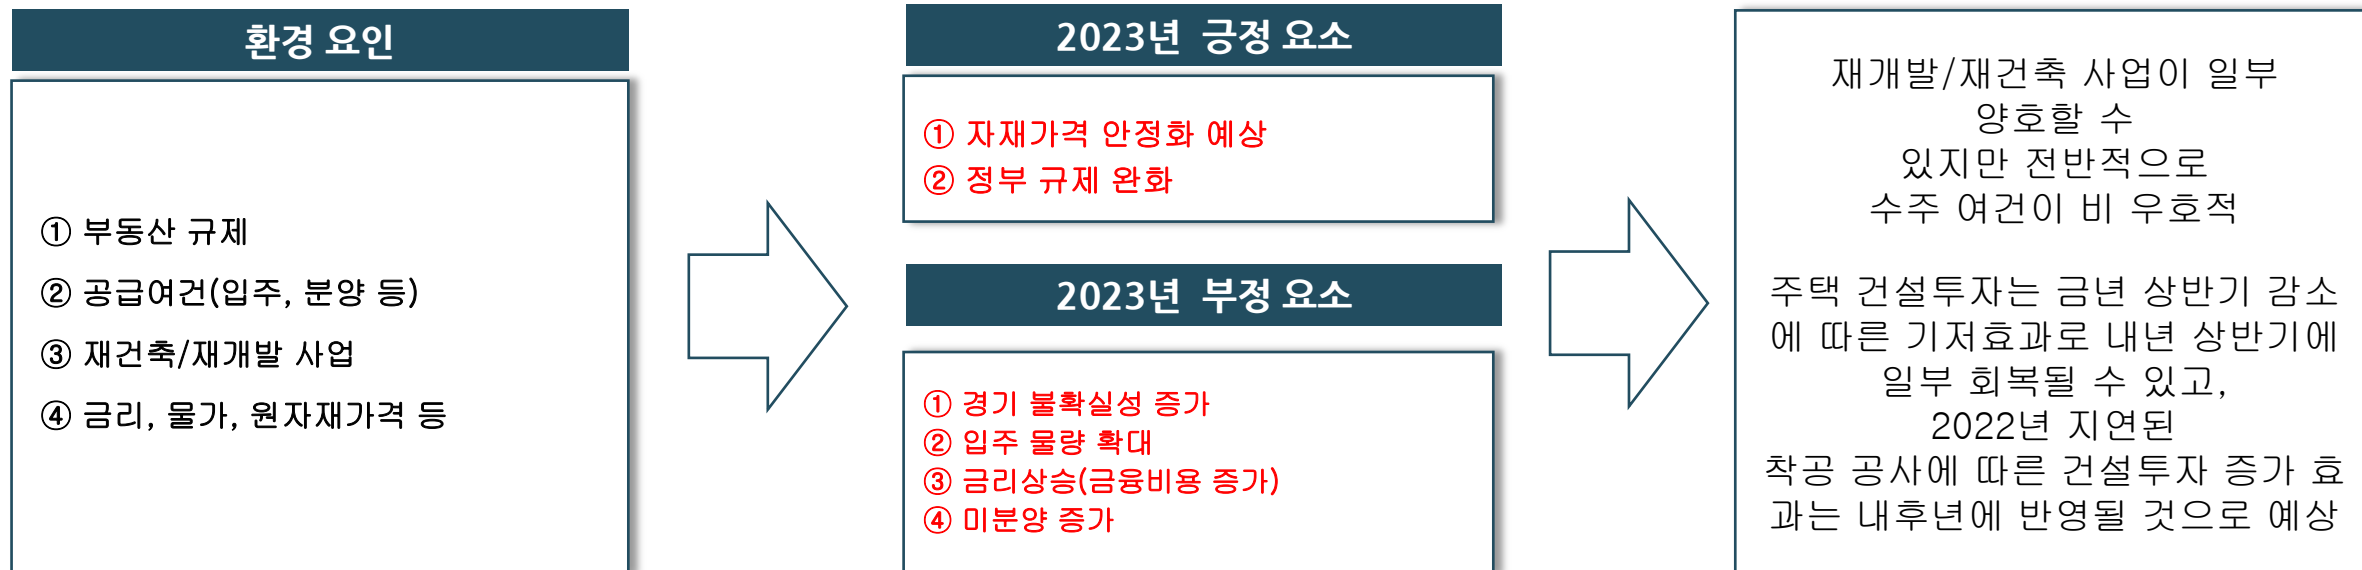 환경 요인
① 부동산 규제
② 공급여건(입주, 분양 등)
③ 재건축/재개발 사업
④ 금리, 물가, 원자재가격 등
2023년 긍정 요소
① 자재가격 안정화 예상
② 정부 규제 완화
2023년 부정 요소
① 경기 불확실성 증가
② 입주 물량 확대
③ 금리상승(금융비용 증가)
④ 미분양 증가
재개발/재건축 사업이 일부
양호할 수
있지만 전반적으로
수주 여건이 비 우호적
주택 건설투자는 금년 상반기 감소
에 따른 기저효과로 내년 상반기에
일부 회복될 수 있고,
2022년 지연된
착공 공사에 따른 건설투자 증가 효
과는 내후년에 반영될 것으로 예상